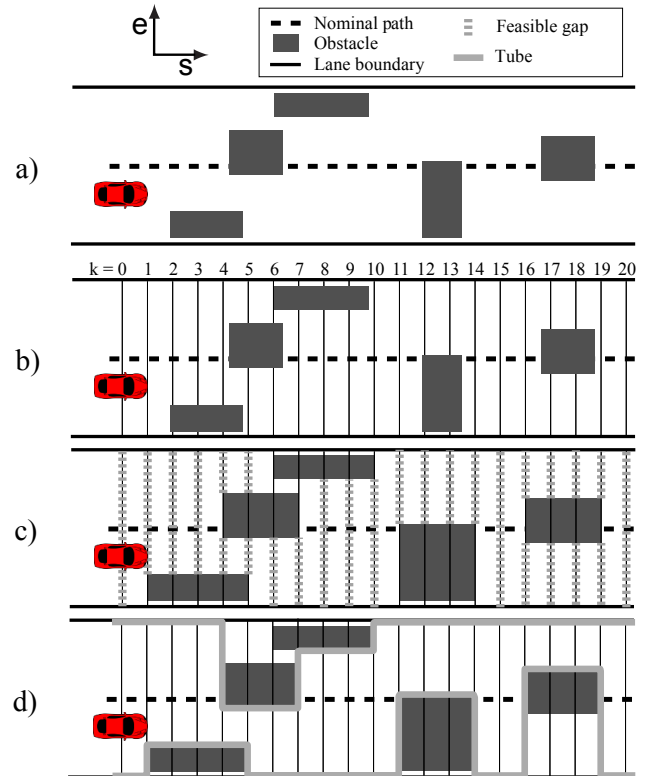 e
s
Nominal path
Obstacle
Lane boundary
Feasible gap
Tube
a)
k = 0 1 2 3 4 5 6 7 8 9 10 11 12 13 14 15 16 17 18 19 20
b)
c)
d)